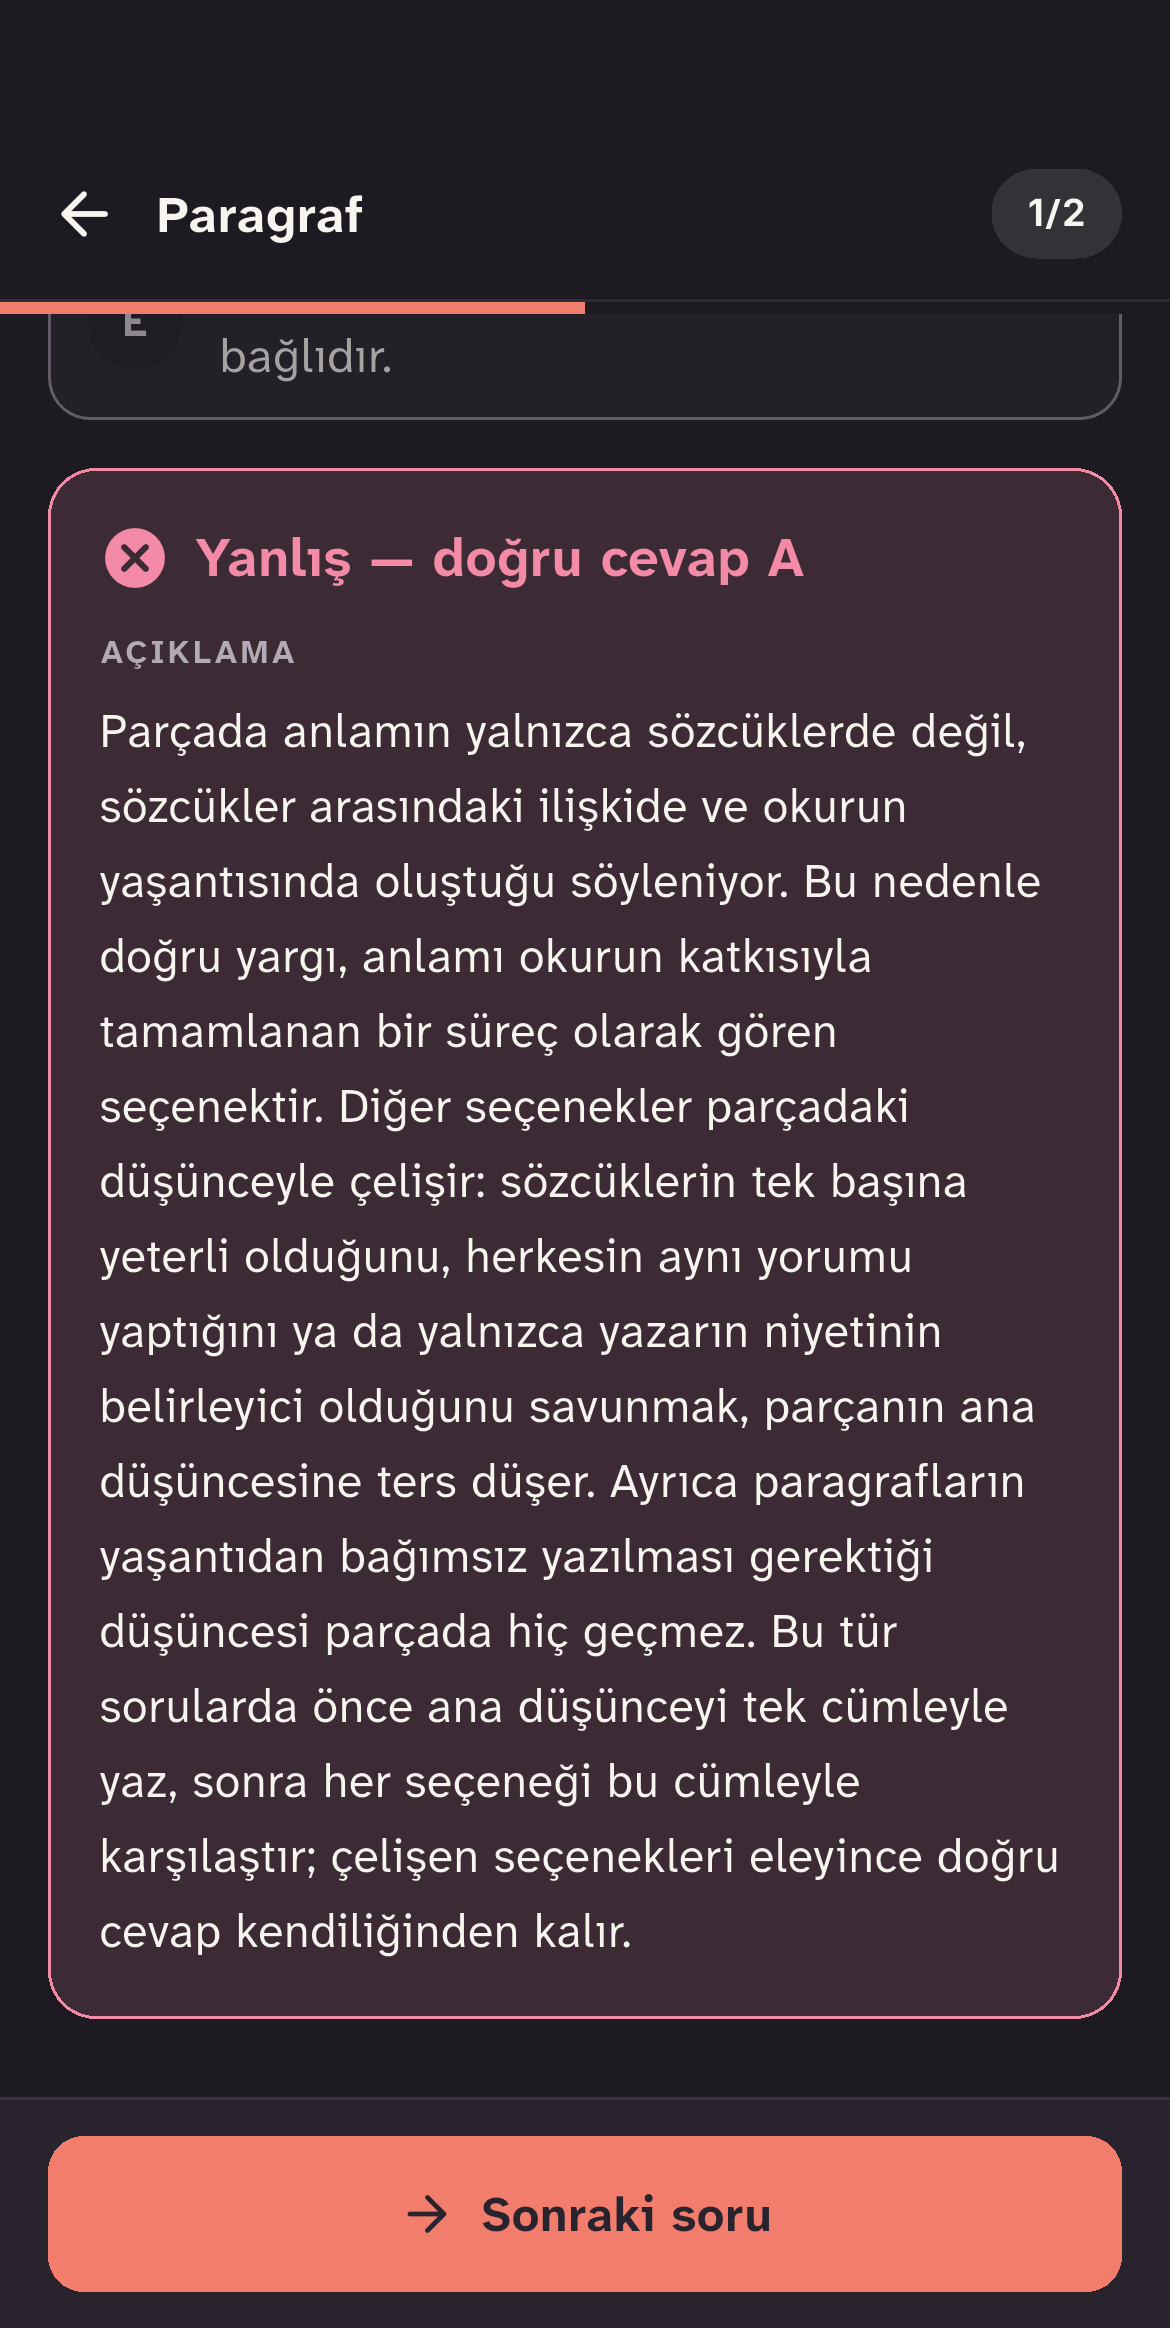 Paragraf
1/2
E
bağlıdır.
Yanlış — doğru cevap A
AÇIKLAMA
Parçada anlamın yalnızca sözcüklerde değil,
sözcükler arasındaki ilişkide ve okurun
yaşantısında oluştuğu söyleniyor. Bu nedenle
doğru yargı, anlamı okurun katkısıyla
tamamlanan bir süreç olarak gören
seçenektir. Diğer seçenekler parçadaki
düşünceyle çelişir: sözcüklerin tek başına
yeterli olduğunu, herkesin aynı yorumu
yaptığını ya da yalnızca yazarın niyetinin
belirleyici olduğunu savunmak, parçanın ana
düşüncesine ters düşer. Ayrıca paragrafların
yaşantıdan bağımsız yazılması gerektiği
düşüncesi parçada hiç geçmez. Bu tür
sorularda önce ana düşünceyi tek cümleyle
yaz, sonra her seçeneği bu cümleyle
karşılaştır; çelişen seçenekleri eleyince doğru
cevap kendiliğinden kalır.
Sonraki soru